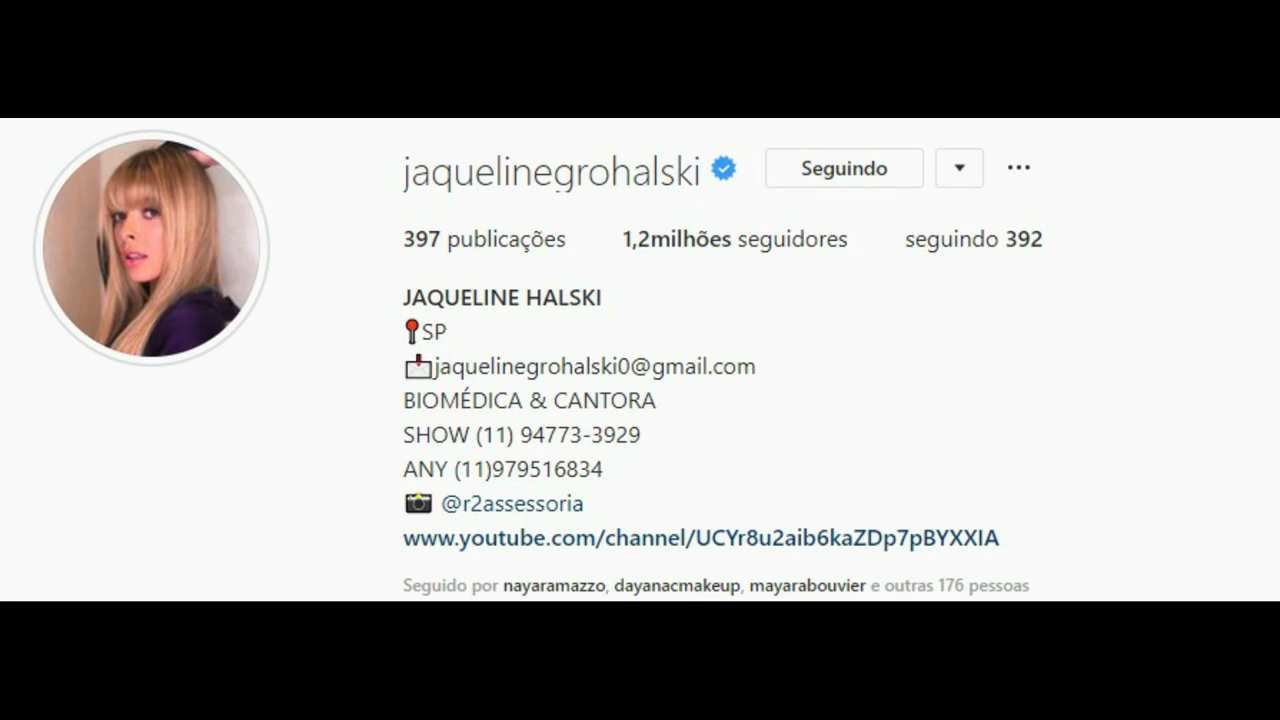 jaquelinegrohalski Seguindo
397 publicações 1,2milhões seguidores seguindo 392
JAQUELINE HALSKI
SP
jaquelinegrohalski0@gmail.com
BIOMÉDICA & CANTORA
SHOW (11) 94773-3929
ANY (11)979516834
@r2assessoria
www.youtube.com/channel/UCYr8u2aib6kaZDp7pBYXXIA
Seguido por nayaramazzo, dayanacmakeup, mayarabouvier e outras 176 pessoas